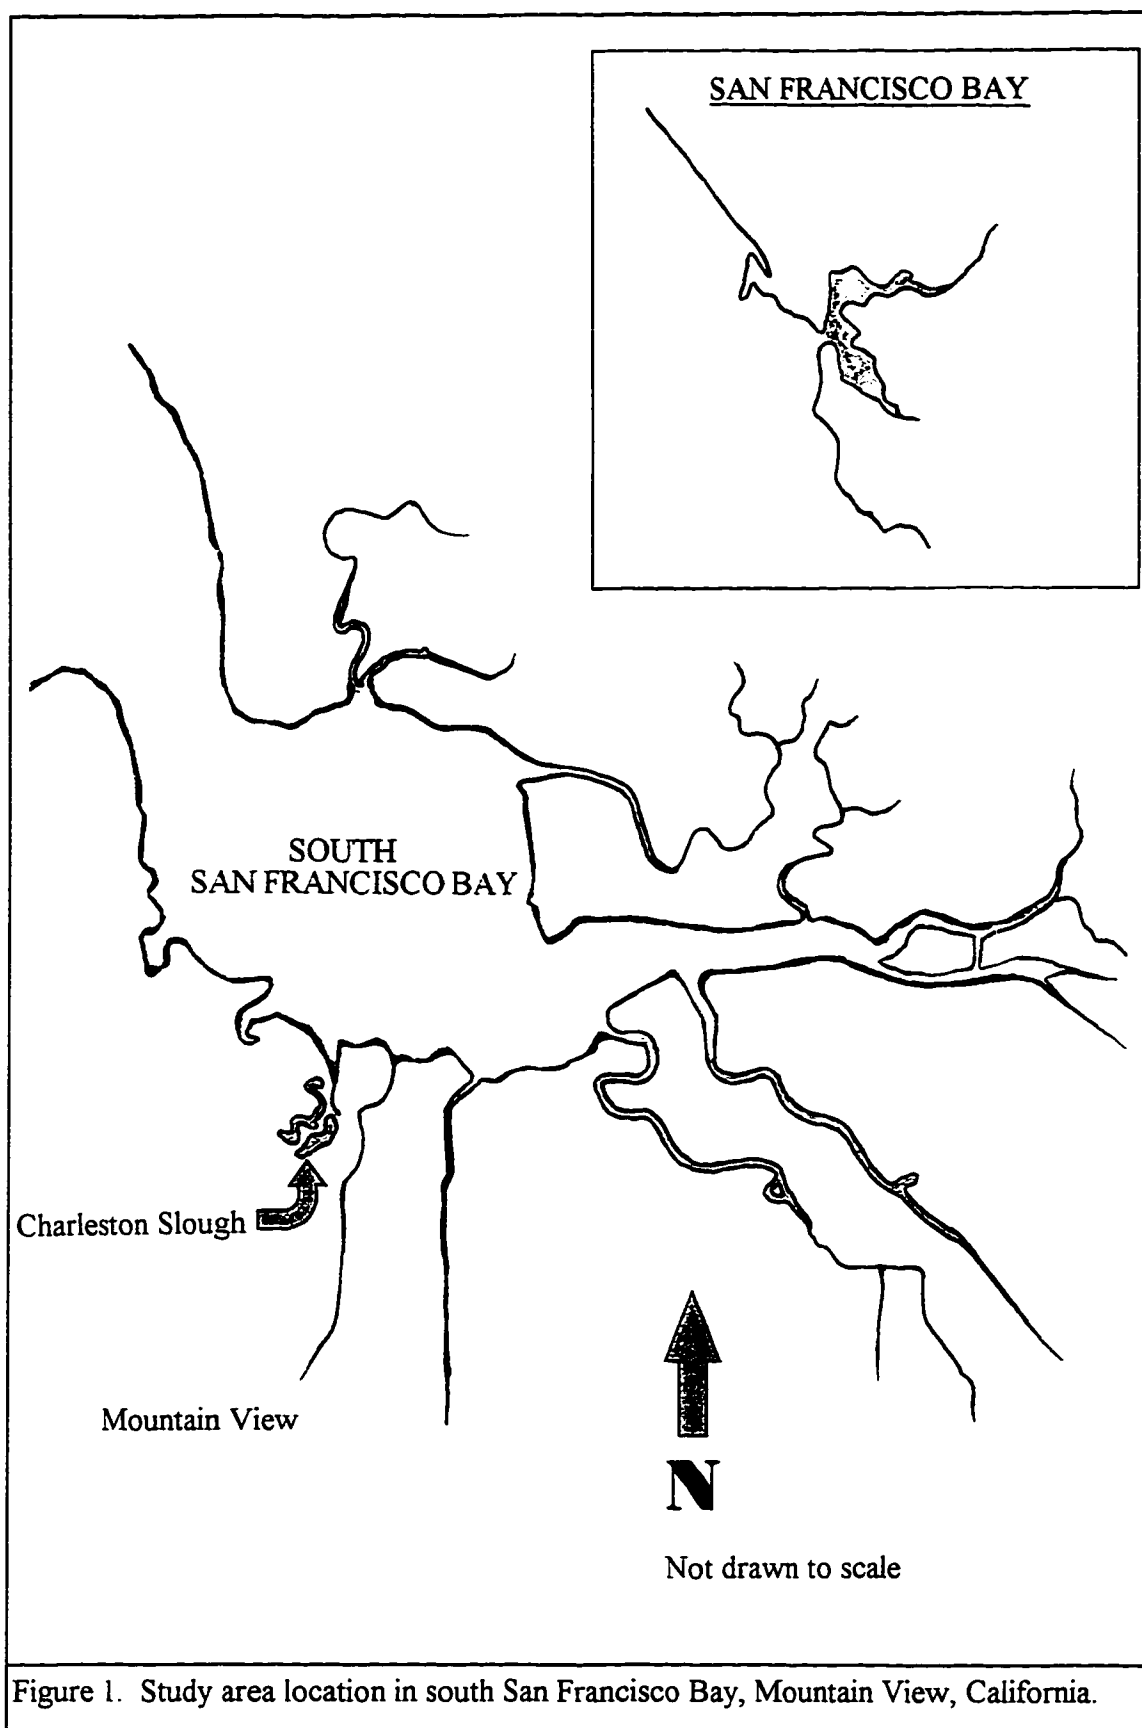 SAN FRANCISCO BAY
SOUTH
SAN FRANCISCO BAY
Charleston Slough
Mountain View
N
Not drawn to scale
Figure 1. Study area location in south San Francisco Bay, Mountain View, California.